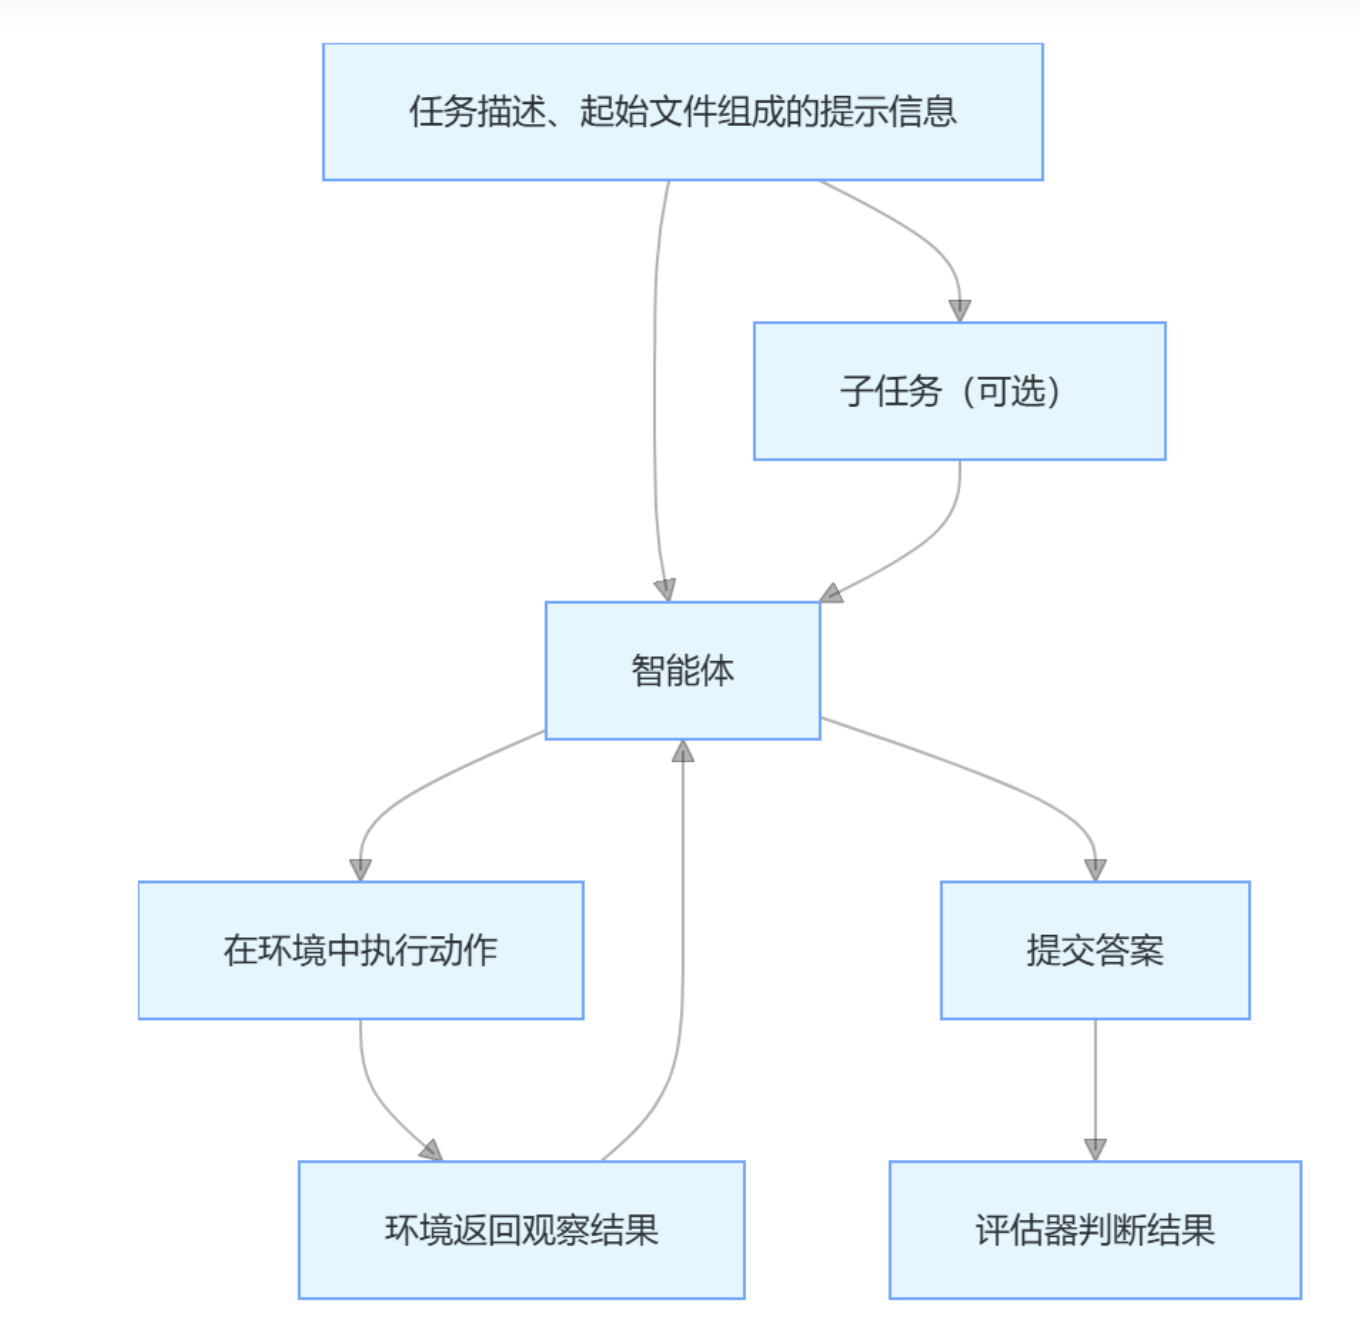 任务描述、起始文件组成的提示信息
子任务（可选）
智能体
在环境中执行动作
提交答案
环境返回观察结果
评估器判断结果